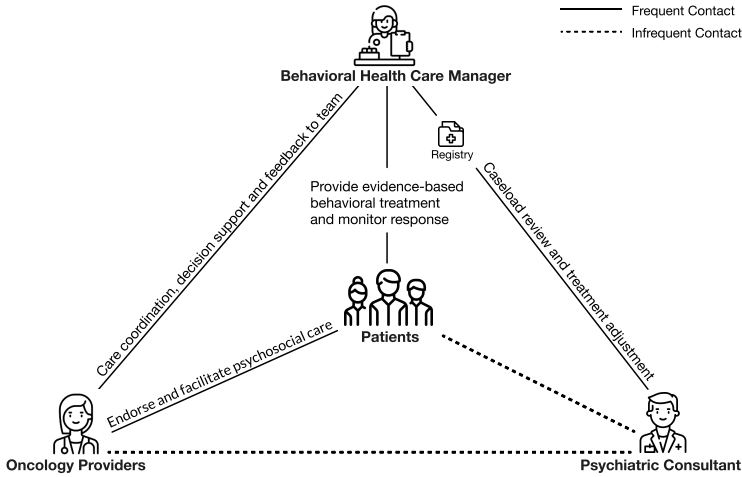 Frequent Contact
Infrequent Contact
Behavioral Health Care Manager
Registry
Care coordination, decision support and feedback to team
Provide evidence-based
behavioral treatment
and monitor response
Caseload review and treatment adjustment
Patients
Endorse and facilitate psychosocial care
Oncology Providers
Psychiatric Consultant